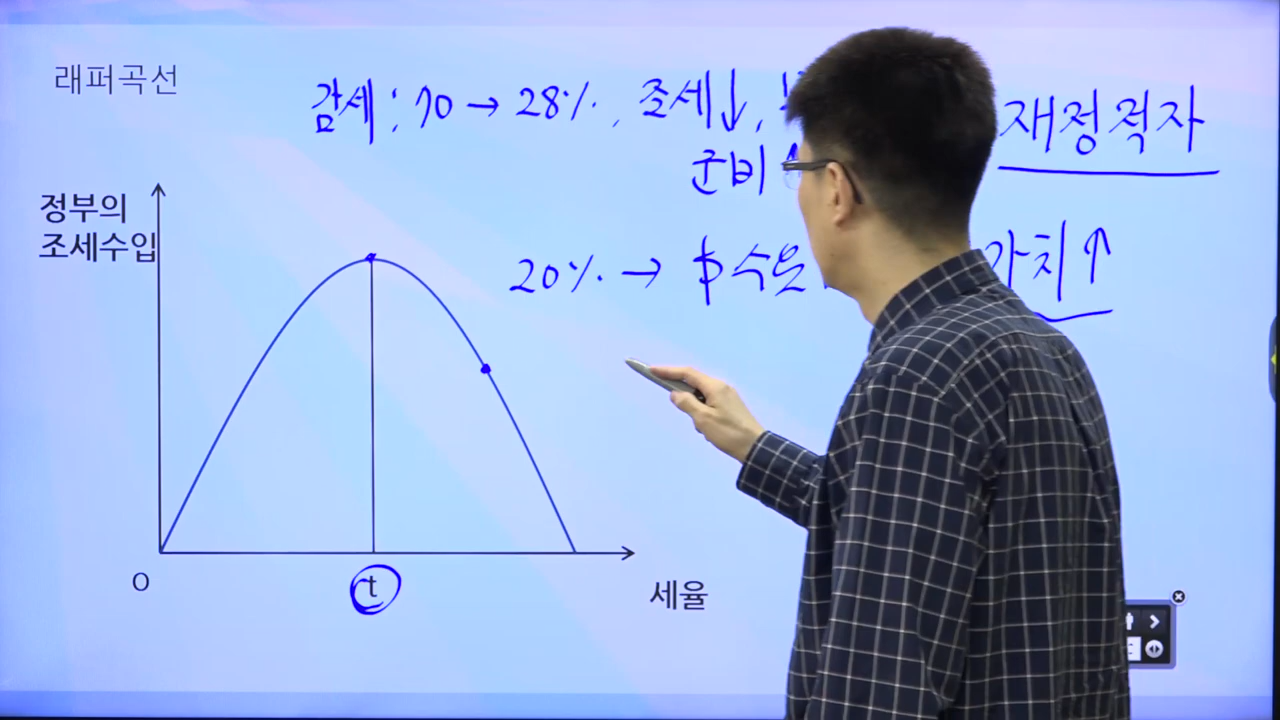 래퍼곡선
감세: 70 → 28%. 조세↓,
재정적자
군비↑
20% → $수요
가치↑
정부의
조세수입
O
t
세율